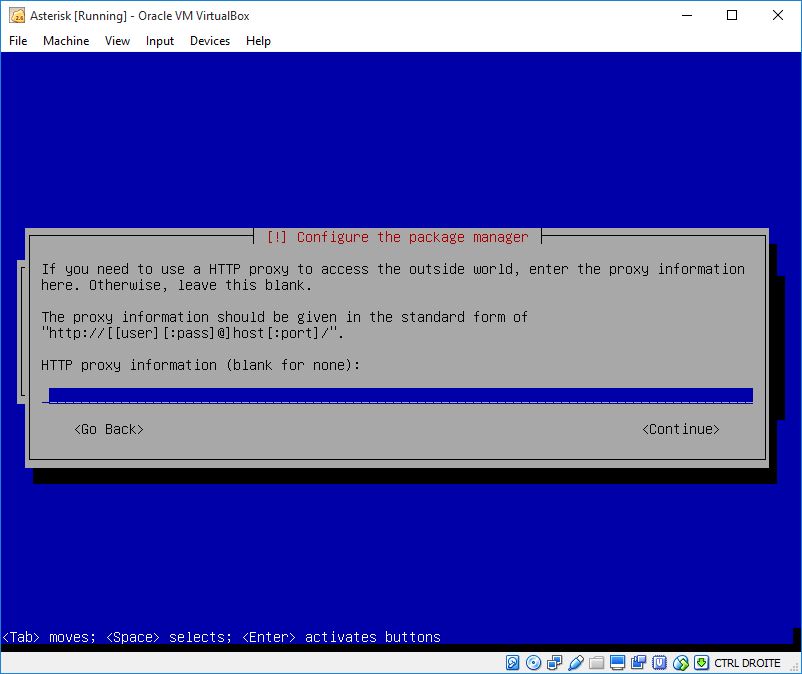 Asterisk [Running] - Oracle VM VirtualBox
File Machine View Input Devices Help
[!] Configure the package manager
If you need to use a HTTP proxy to access the outside world, enter the proxy information
here. Otherwise, leave this blank.
The proxy information should be given in the standard form of
"http://[[user][:pass]@]host[:port]/".
HTTP proxy information (blank for none):
<Go Back> <Continue>
<Tab> moves; <Space> selects; <Enter> activates buttons
CTRL DROITE